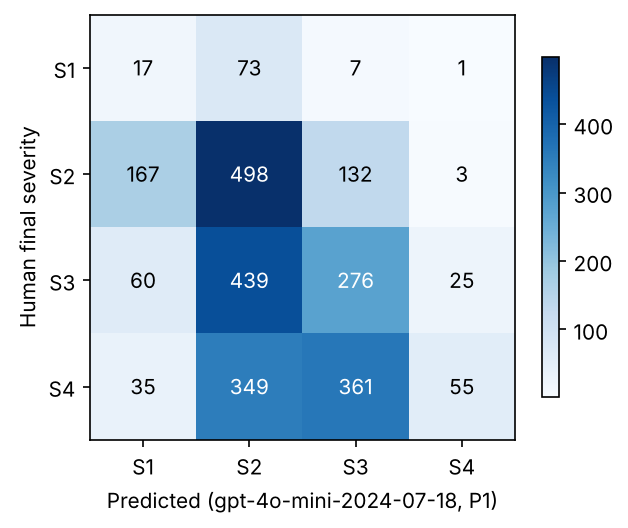 S1 17 73 7 1
S2 167 498 132 3
S3 60 439 276 25
S4 35 349 361 55
S1 S2 S3 S4
Human final severity
Predicted (gpt-4o-mini-2024-07-18, P1)
400
300
200
100